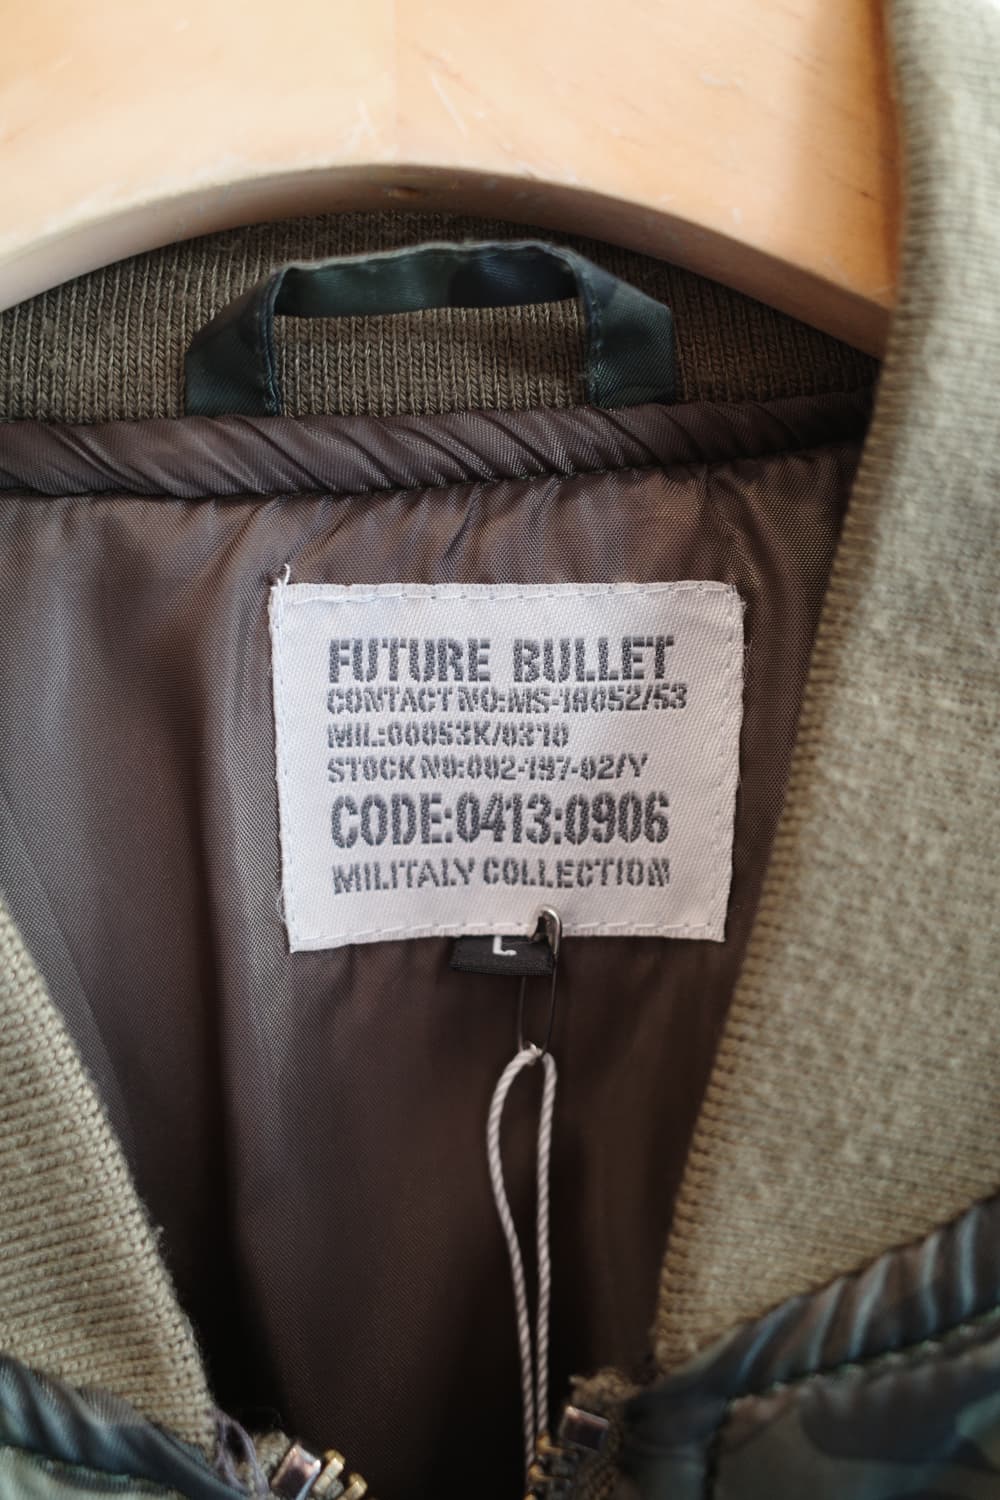 FUTURE BULLET
CONTACT NO:MS-18052/53
MIL:00053K/0310
STOCK NO:002-197-02/Y
CODE:0413:0906
MILITALY COLLECTION
L